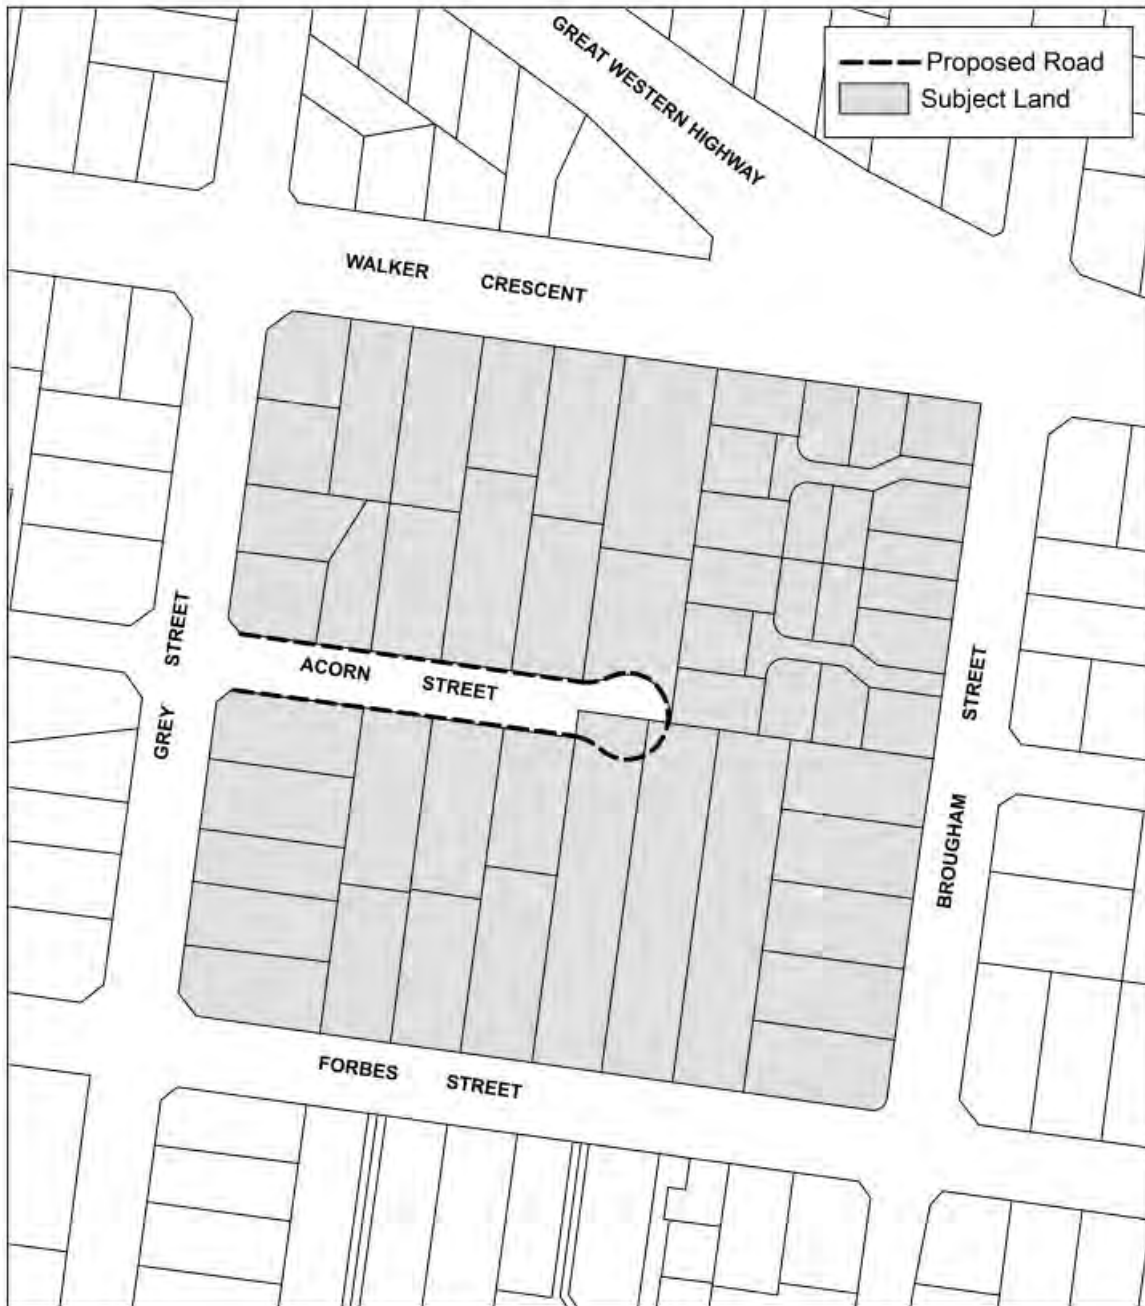 GREAT WESTERN HIGHWAY
Proposed Road
Subject Land
WALKER CRESCENT
ACORN STREET
GREY STREET
BROUGHAM STREET
FORBES STREET